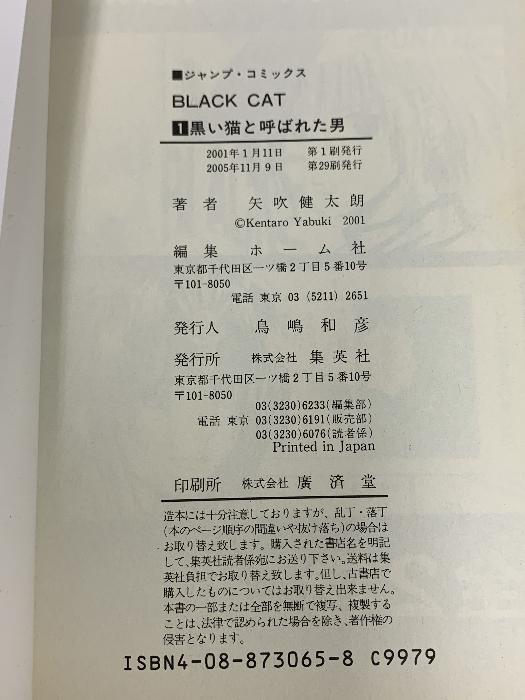 ■ジャンプ・コミックス
BLACK CAT
1黒い猫と呼ばれた男
2001年1月11日 第1刷発行
2005年11月9日 第29刷発行
著者 矢吹健太朗
©Kentaro Yabuki 2001
編集 ホーム社
東京都千代田区一ツ橋2丁目5番10号
〒101-8050
電話 東京 03 (5211) 2651
発行人 鳥嶋和彦
発行所 株式会社 集英社
東京都千代田区一ツ橋2丁目5番10号
〒101-8050
03(3230)6233(編集部)
電話 東京 03(3230)6191(販売部)
03(3230)6076(読者係)
Printed in Japan
印刷所 株式会社 廣済堂
造本には十分注意しておりますが、乱丁・落丁
(本のページ順序の間違いや抜け落ち)の場合は
お取り替え致します。購入された書店名を明記
して、集英社読者係宛にお送り下さい。送料は集
英社負担でお取り替え致します。但し、古書店で
購入したものについてはお取り替え出来ません。
本書の一部または全部を無断で複写、複製する
ことは、法律で認められた場合を除き、著作権の
侵害となります。
ISBN4-08-873065-8 C9979